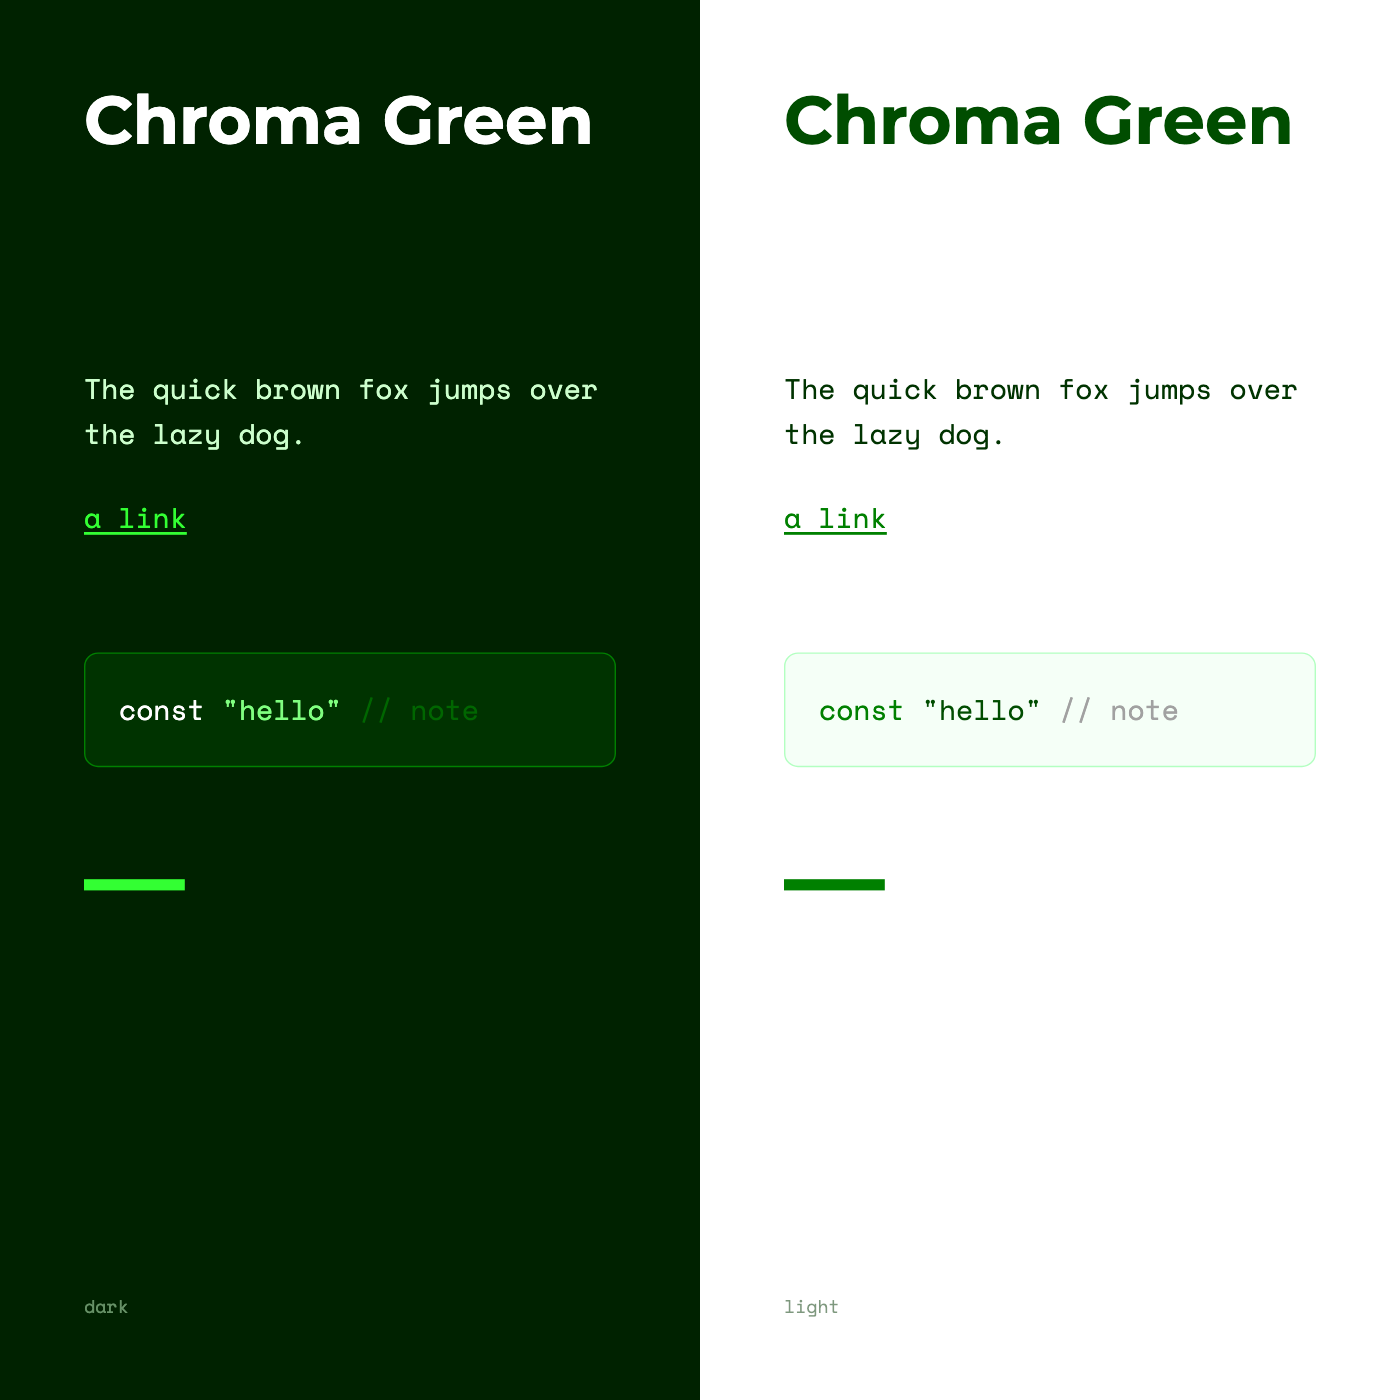 Chroma Green
The quick brown fox jumps over
the lazy dog.
a link
const "hello" // note
dark
Chroma Green
The quick brown fox jumps over
the lazy dog.
a link
const "hello" // note
light